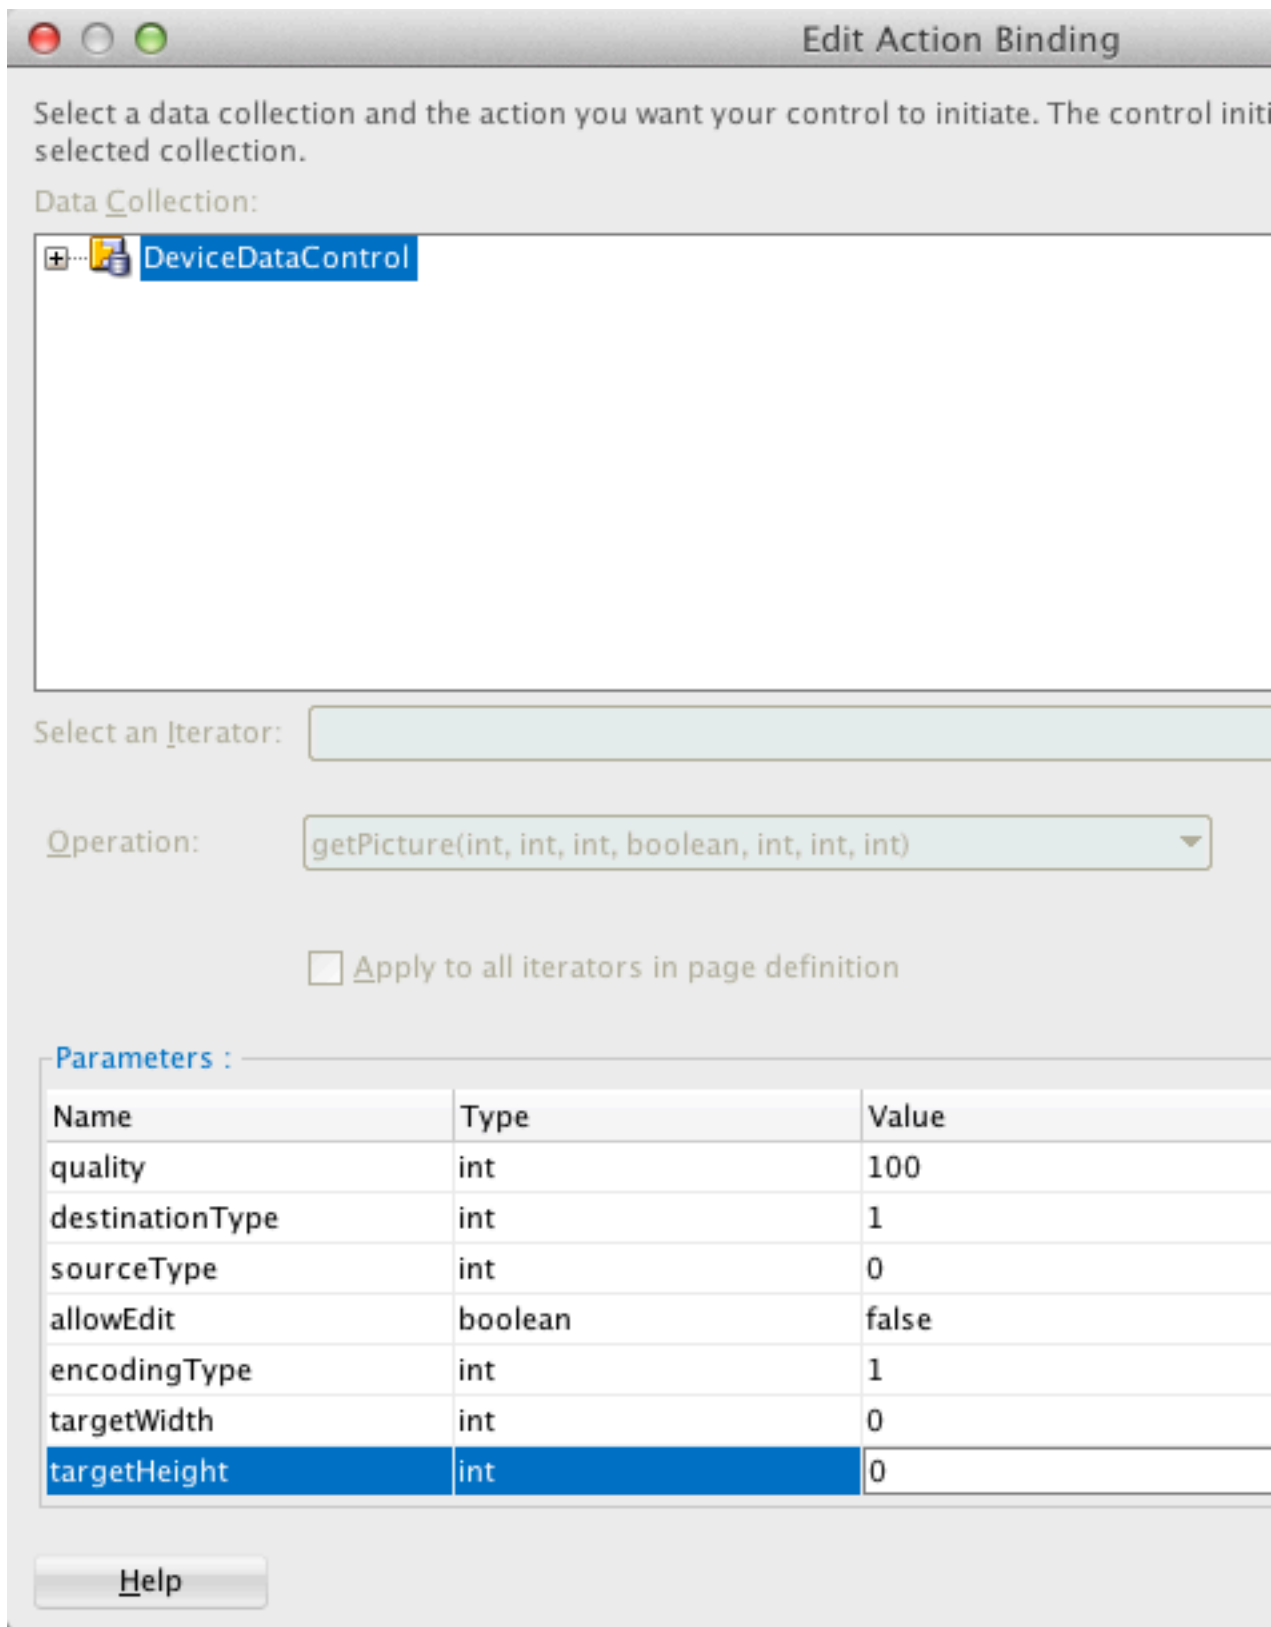 Edit Action Binding
Select a data collection and the action you want your control to initiate. The control initi
selected collection.
Data Collection:
DeviceDataControl
Select an Iterator:
Operation: getPicture(int, int, int, boolean, int, int, int)
Apply to all iterators in page definition
Parameters :
Name Type Value
quality int 100
destinationType int 1
sourceType int 0
allowEdit boolean false
encodingType int 1
targetWidth int 0
targetHeight int 0
Help